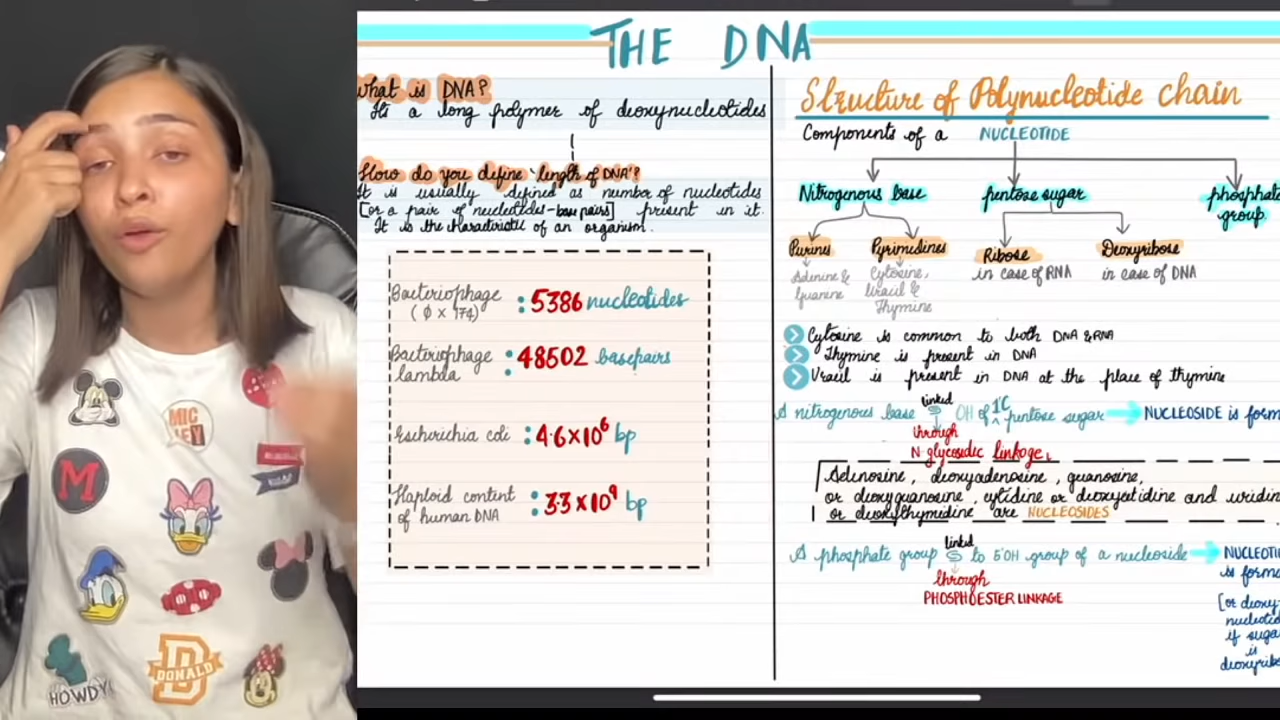 THE DNA
What is DNA?
Its a long polymer of deoxynucleotides
How do you define 'length of DNA'?
It is usually defined as number of nucleotides
[or a pair of nucleotides-base pairs] present in it.
It is the characteristic of an organism.
Bacteriophage : 5386 nucleotides
(ϕ x 174)
Bacteriophage : 48502 basepairs
lambda
Escherichia coli : 4.6×10⁶ bp
Haploid content : 3.3×10⁹ bp
of human DNA
Structure of Polynucleotide chain
Components of a NUCLEOTIDE
Nitrogenous base pentose sugar phosphate
group
Purines Pyrimedines Ribose Deoxyribose
Adenine & Cytosine, in case of RNA in case of DNA
Guanine Uracil &
Thymine
Cytosine is common to both DNA & RNA
Thymine is present in DNA
Uracil is present in DNA at the place of thymine
linked
A nitrogenous base OH of 1'C pentose sugar NUCLEOSIDE is form
through
N glycosidic linkage
Adenosine, deoxyadenosine, guanosine,
or deoxyguanosine, cytidine or deoxycytidine and uridin
or deoxythymedine are NUCLEOSIDES
linked
A phosphate group to 5'OH group of a nucleoside NUCLEOTI
through is forme
PHOSPHOESTER LINKAGE
[or deoxy-
nucleotid
if sugar
is
deoxyribo
MIC
KEY
M
HOWDY!
D
DONALD